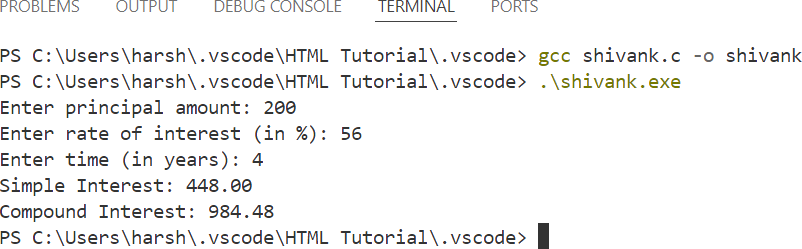 PROBLEMS OUTPUT DEBUG CONSOLE TERMINAL PORTS
PS C:\Users\harsh\.vscode\HTML Tutorial\.vscode> gcc shivank.c -o shivank
PS C:\Users\harsh\.vscode\HTML Tutorial\.vscode> .\shivank.exe
Enter principal amount: 200
Enter rate of interest (in %): 56
Enter time (in years): 4
Simple Interest: 448.00
Compound Interest: 984.48
PS C:\Users\harsh\.vscode\HTML Tutorial\.vscode>